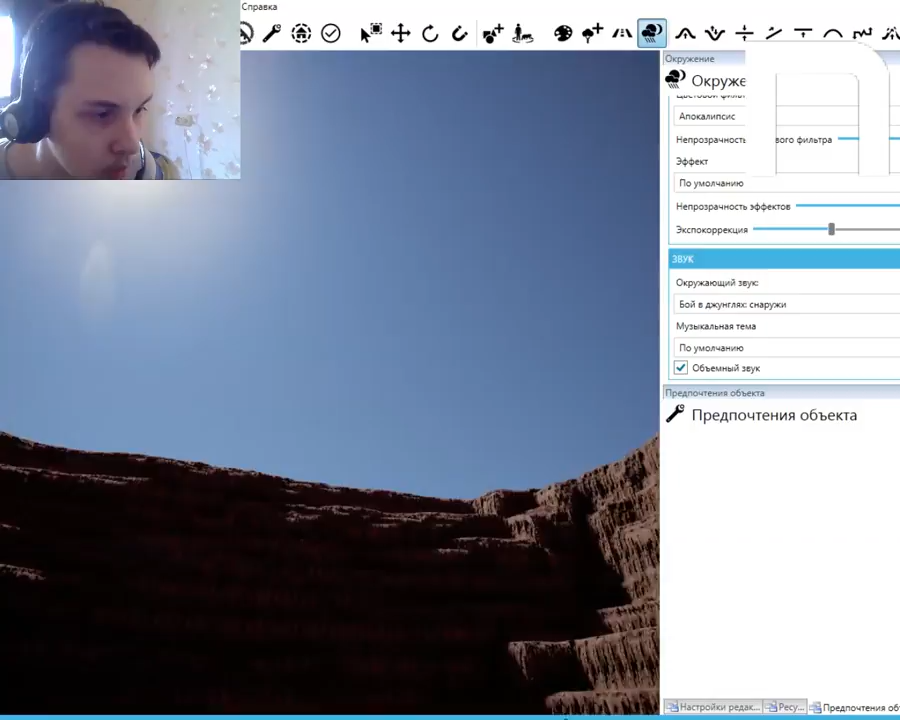 Справка
Окружение
Окруже
Апокалипсис
Непрозрачность вого фильтра
Эффект
По умолчанию
Непрозрачность эффектов
Экспокоррекция
ЗВУК
Окружающий звук:
Бой в джунглях: снаружи
Музыкальная тема
По умолчанию
Объемный звук
Предпочтения объекта
Предпочтения объекта
Настройки редак... Ресу... Предпочтения об